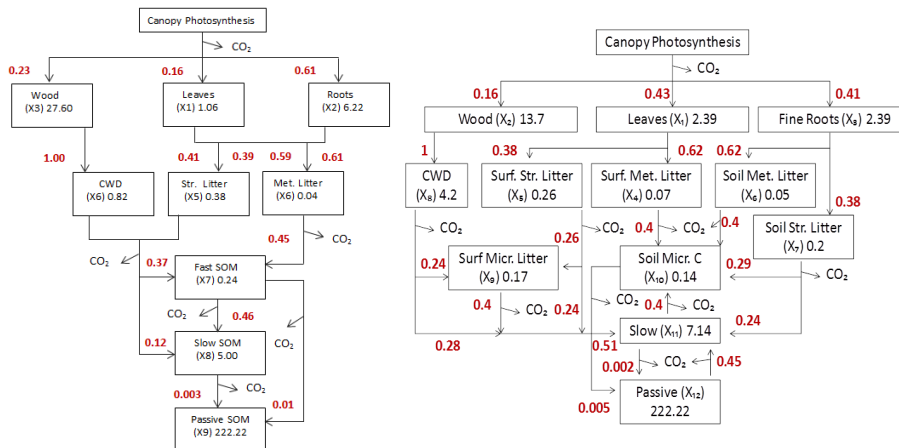 Canopy Photosynthesis
CO₂
0.23
0.16
0.61
Wood
(X3) 27.60
Leaves
(X1) 1.06
Roots
(X2) 6.22
1.00
0.41
0.39
0.59
0.61
CWD
(X6) 0.82
Str. Litter
(X5) 0.38
Met. Litter
(X6) 0.04
CO₂
0.45
CO₂
0.37
Fast SOM
(X7) 0.24
CO₂
0.46
CO₂
0.12
Slow SOM
(X8) 5.00
0.003
CO₂
0.01
Passive SOM
(X9) 222.22
Canopy Photosynthesis
CO₂
0.16
0.43
0.41
Wood (X₂) 13.7
Leaves (X₁) 2.39
Fine Roots (X₃) 2.39
1
0.38
0.62
0.62
CWD
(X₈) 4.2
Surf. Str. Litter
(X₅) 0.26
Surf. Met. Litter
(X₄) 0.07
Soil Met. Litter
(X₆) 0.05
0.38
CO₂
0.26
CO₂
0.4
CO₂
0.4
Soil Str. Litter
(X₇) 0.2
0.24
Surf Micr. Litter
(X₉) 0.17
Soil Micr. C
(X₁₀) 0.14
0.29
CO₂
0.4
CO₂
0.24
CO₂
0.4
CO₂
0.24
0.28
0.51
Slow (X₁₁) 7.14
0.002
CO₂
0.45
0.005
Passive (X₁₂)
222.22